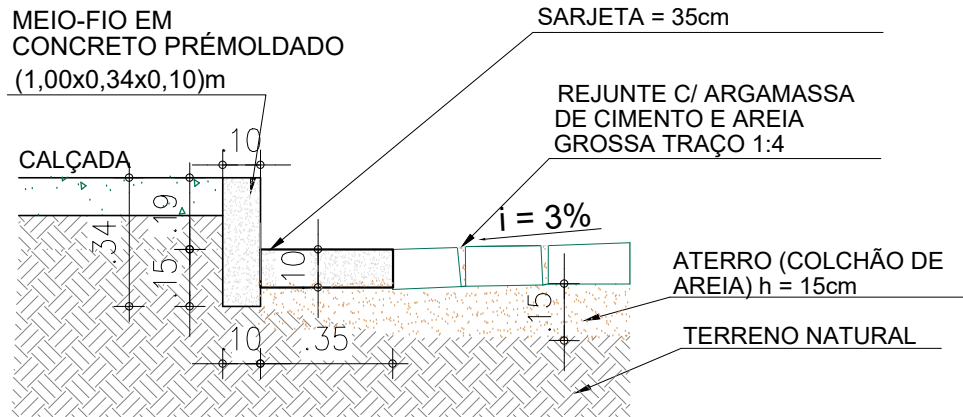 MEIO-FIO EM
CONCRETO PRÉMOLDADO
(1,00x0,34x0,10)m
SARJETA = 35cm
REJUNTE C/ ARGAMASSA
DE CIMENTO E AREIA
GROSSA TRAÇO 1:4
.10
CALÇADA
.34
.19
.15
.10
i = 3%
ATERRO (COLCHÃO DE
AREIA) h = 15cm
.15
.10
.35
TERRENO NATURAL